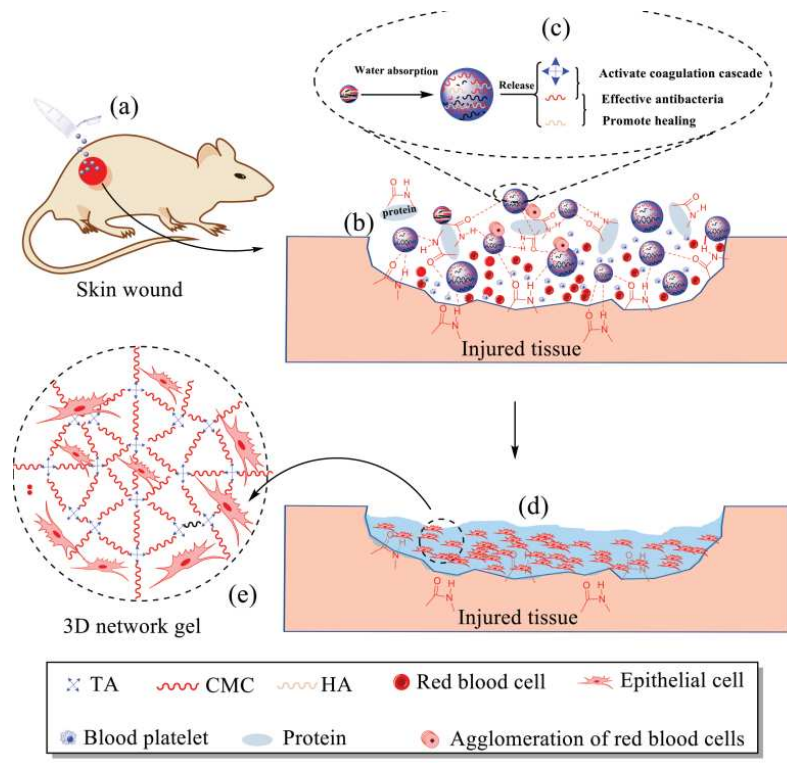 (c)
Water absorption
Release
Activate coagulation cascade
Effective antibacteria
Promote healing
(a)
Skin wound
(b)
protein
O
N
H
Injured tissue
(d)
Injured tissue
(e)
3D network gel
TA
CMC
HA
Red blood cell
Epithelial cell
Blood platelet
Protein
Agglomeration of red blood cells